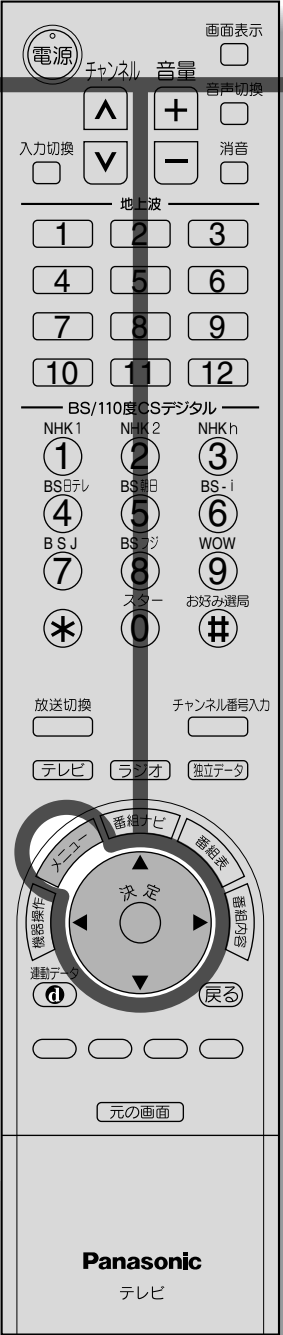 画面表示
電源
チャンネル 音量
音声切換
入力切換
消音
地上波
1 2 3
4 5 6
7 8 9
10 11 12
BS/110度CSデジタル
NHK1 NHK2 NHKh
1 2 3
BS日テレ BS朝日 BS-i
4 5 6
BSJ BSフジ WOW
7 8 9
スター お好み選局
* 0 #
放送切換 チャンネル番号入力
テレビ ラジオ 独立データ
番組ナビ
メニュー 番組表
決定
機器操作 番組内容
連動データ
d 戻る
元の画面
Panasonic
テレビ